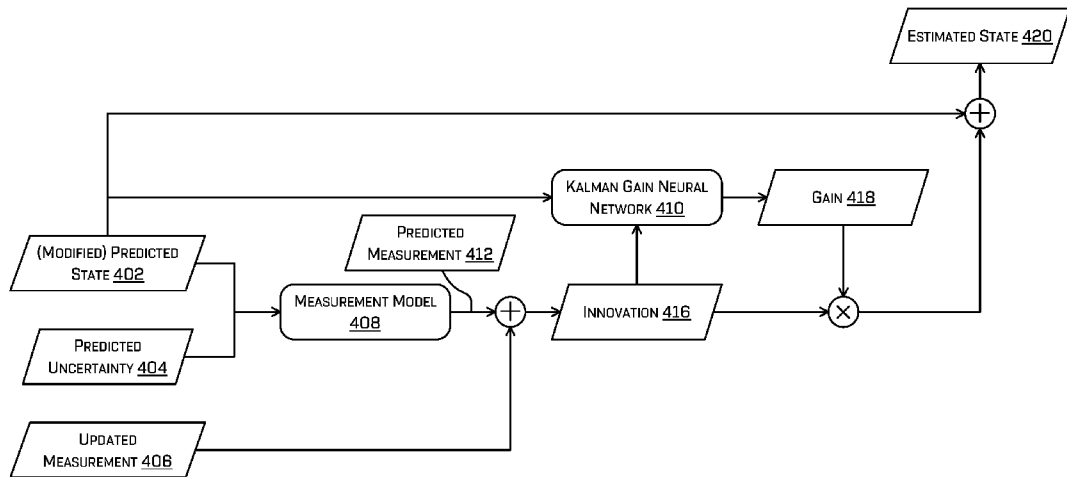 ESTIMATED STATE 420
KALMAN GAIN NEURAL
NETWORK 410
GAIN 418
(MODIFIED) PREDICTED
STATE 402
PREDICTED
MEASUREMENT 412
MEASUREMENT MODEL
408
INNOVATION 416
PREDICTED
UNCERTAINTY 404
UPDATED
MEASUREMENT 406